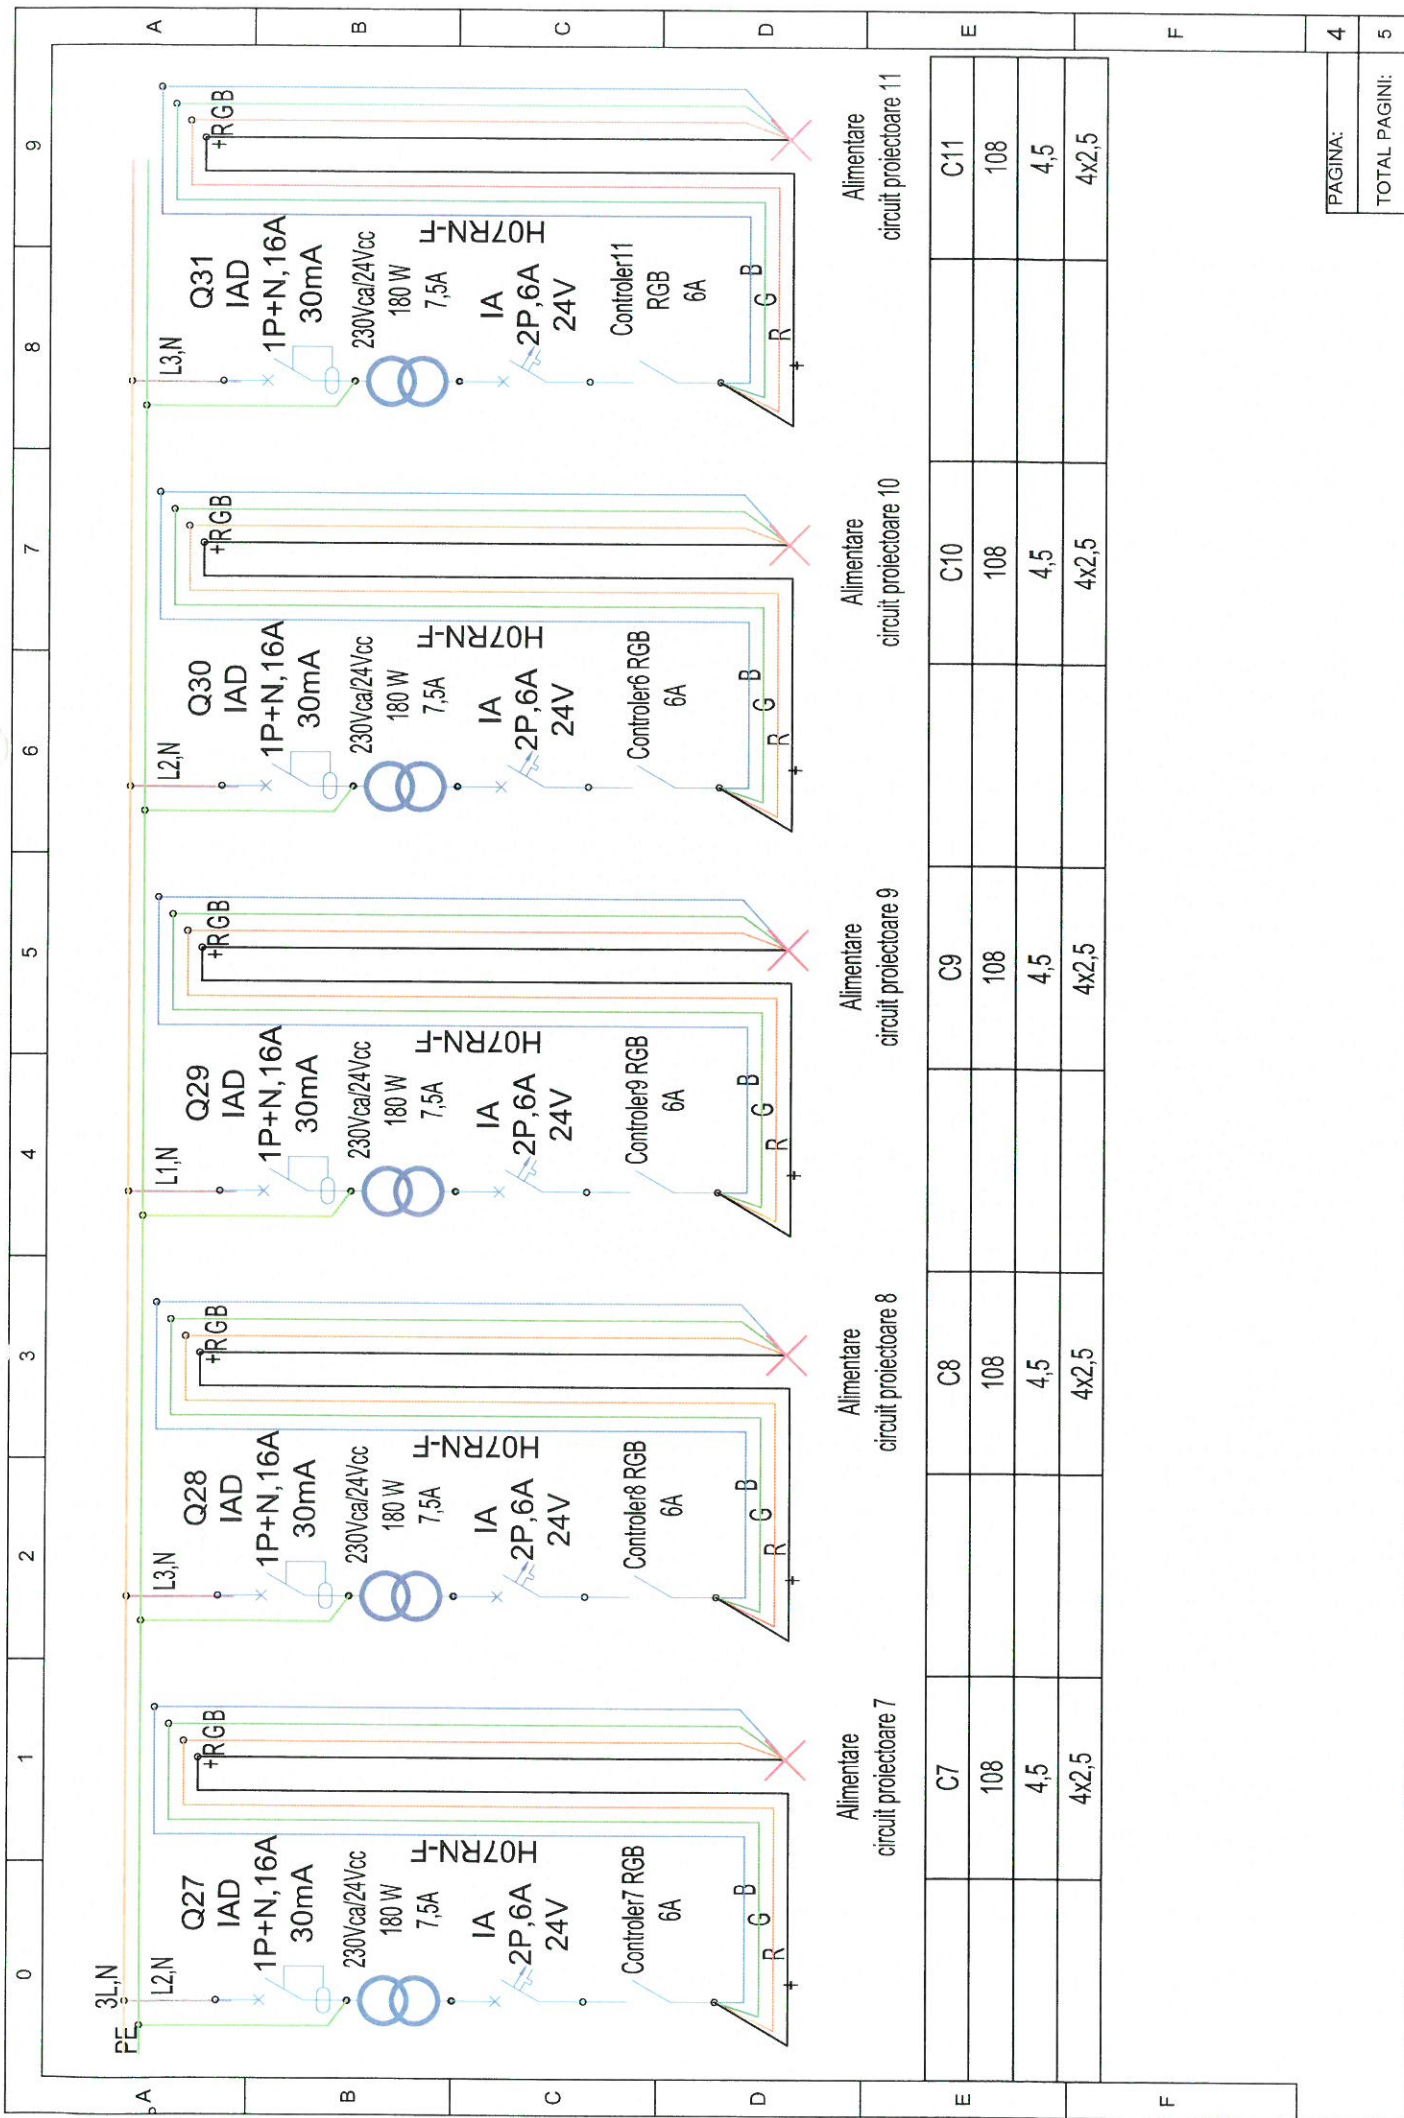 0 1 2 3 4 5 6 7 8 9
A
B
C
D
E
F
A
B
C
D
E
F
PE
3L,N
L2,N
Q27
IAD
1P+N,16A
30mA
230Vca/24Vcc
180 W
7,5A
H07RN-F
IA
2P,6A
24V
Controler7 RGB
6A
R G B
+
+RGB
Alimentare
circuit proiectoare 7
L3,N
Q28
IAD
1P+N,16A
30mA
230Vca/24Vcc
180 W
7,5A
H07RN-F
IA
2P,6A
24V
Controler8 RGB
6A
R G B
+
+RGB
Alimentare
circuit proiectoare 8
L1,N
Q29
IAD
1P+N,16A
30mA
230Vca/24Vcc
180 W
7,5A
H07RN-F
IA
2P,6A
24V
Controler9 RGB
6A
R G B
+
+RGB
Alimentare
circuit proiectoare 9
L2,N
Q30
IAD
1P+N,16A
30mA
230Vca/24Vcc
180 W
7,5A
H07RN-F
IA
2P,6A
24V
Controler6 RGB
6A
R G B
+
+RGB
Alimentare
circuit proiectoare 10
L3,N
Q31
IAD
1P+N,16A
30mA
230Vca/24Vcc
180 W
7,5A
H07RN-F
IA
2P,6A
24V
Controler11
RGB
6A
R G B
+
+RGB
Alimentare
circuit proiectoare 11
C7 C8 C9 C10 C11
108 108 108 108 108
4,5 4,5 4,5 4,5 4,5
4x2,5 4x2,5 4x2,5 4x2,5 4x2,5
PAGINA: 4
TOTAL PAGINI: 5